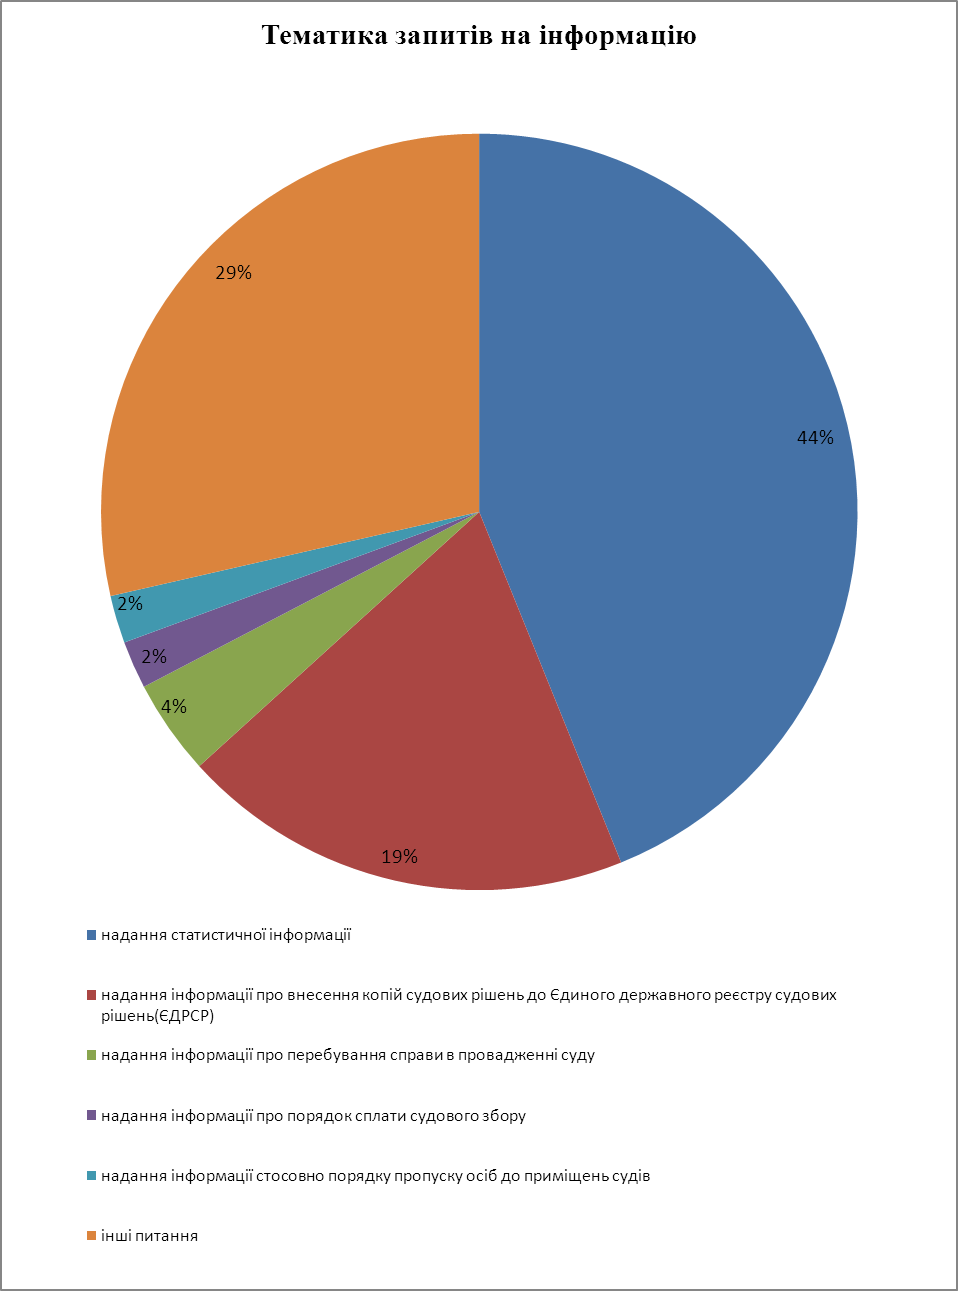 Тематика запитів на інформацію
29%
44%
2%
2%
4%
19%
надання статистичної інформації
надання інформації про внесення копій судових рішень до Єдиного державного реєстру судових
рішень(ЄДРСР)
надання інформації про перебування справи в провадженні суду
надання інформації про порядок сплати судового збору
надання інформації стосовно порядку пропуску осіб до приміщень судів
інші питання